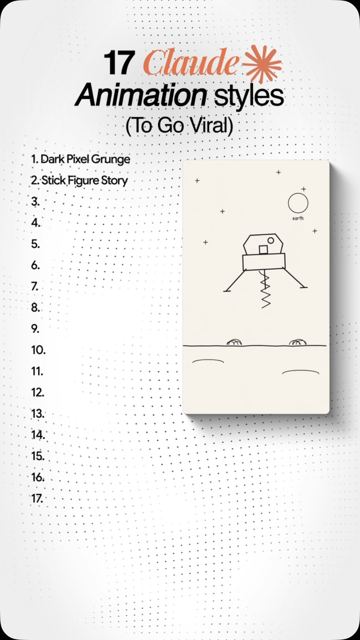 17 Claude
Animation styles
(To Go Viral)
1. Dark Pixel Grunge
2. Stick Figure Story
3.
4.
5.
6.
7.
8.
9.
10.
11.
12.
13.
14.
15.
16.
17.
earth